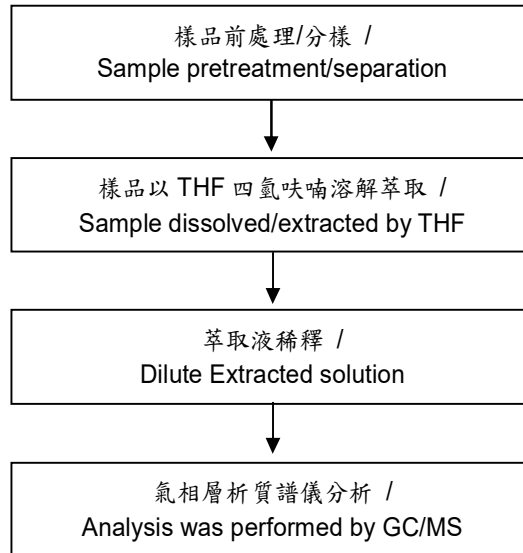 樣品前處理/分樣 /
Sample pretreatment/separation
樣品以 THF 四氫呋喃溶解萃取 /
Sample dissolved/extracted by THF
萃取液稀釋 /
Dilute Extracted solution
氣相層析質譜儀分析 /
Analysis was performed by GC/MS